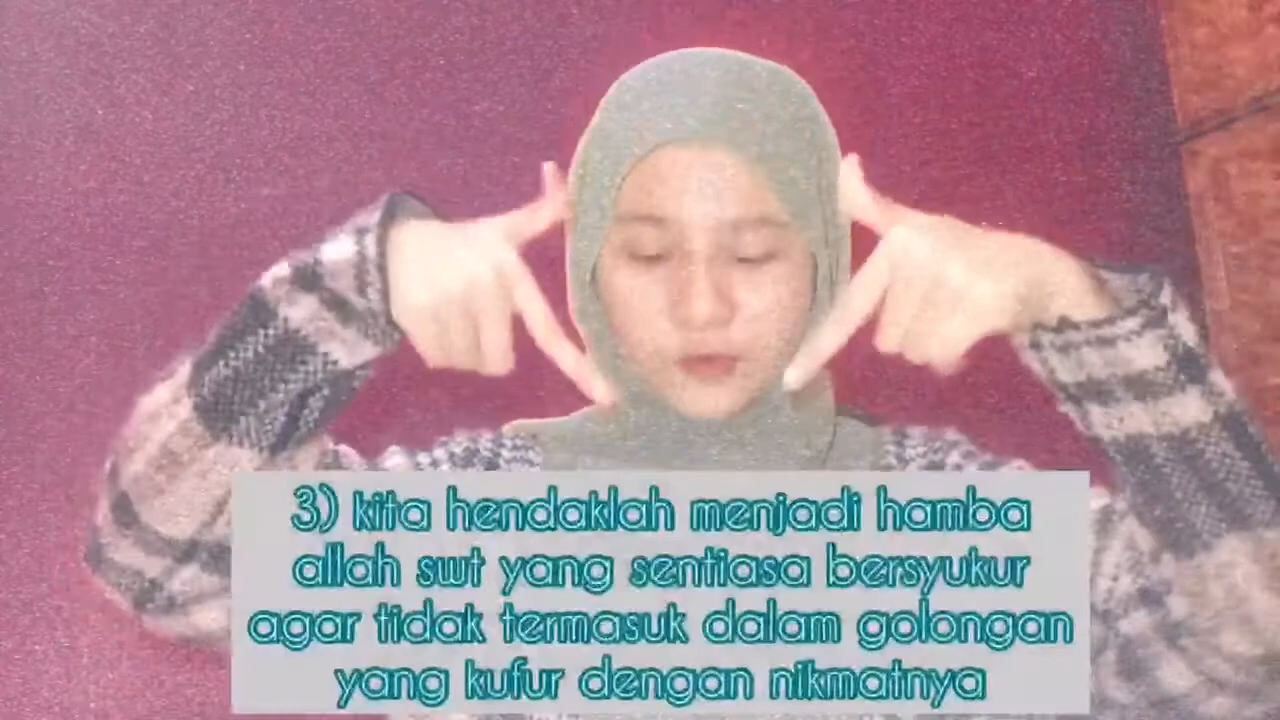 3) kita hendaklah menjadi hamba
allah swt yang sentiasa bersyukur
agar tidak termasuk dalam golongan
yang kufur dengan nikmatnya